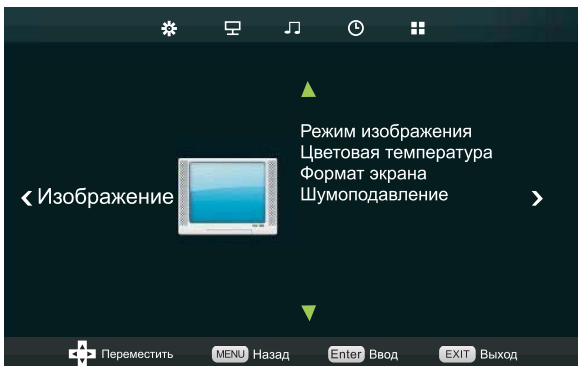 Режим изображения
Цветовая температура
Формат экрана
Шумоподавление
Изображение
Переместить MENU Назад Enter Ввод EXIT Выход